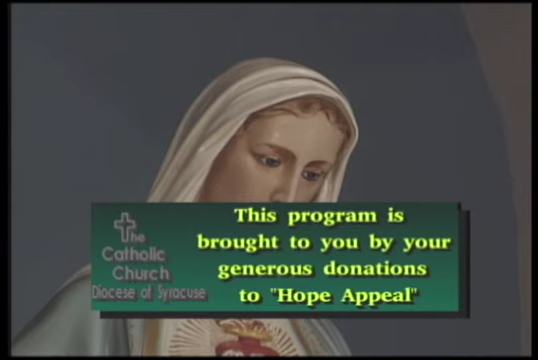 The
Catholic
Church
Diocese of Syracuse
This program is
brought to you by your
generous donations
to "Hope Appeal"